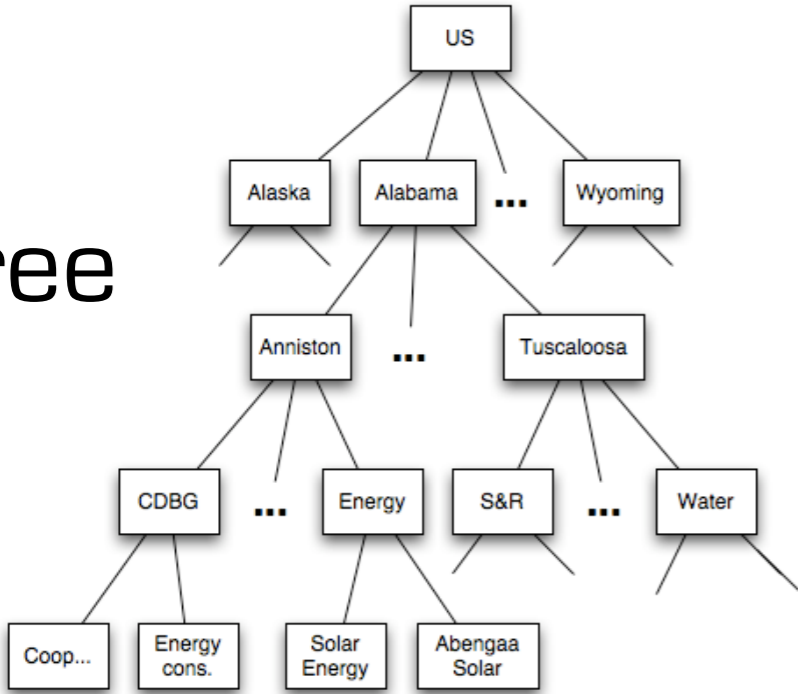 US
Alaska
Alabama
...
Wyoming
ree
Anniston
...
Tuscaloosa
CDBG
...
Energy
S&R
...
Water
Coop...
Energy
cons.
Solar
Energy
Abengaa
Solar